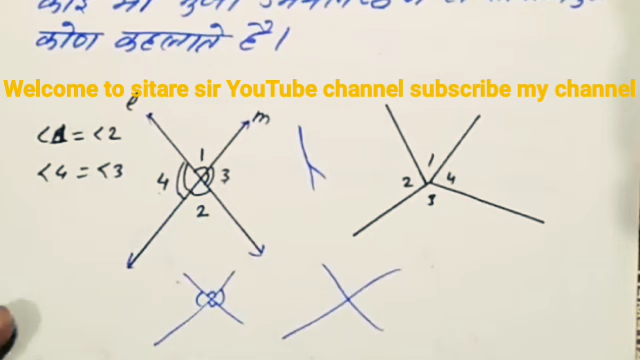 कोण कहलाते है।
Welcome to sitare sir YouTube channel subscribe my channel
l
m
<1 = <2
<4 = <3
1
4
3
2
1
2
4
3